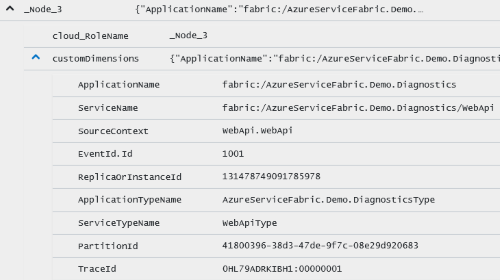 _Node_3 {"ApplicationName":"fabric:/AzureServiceFabric.Demo.…
cloud_RoleName _Node_3
customDimensions {"ApplicationName":"fabric:/AzureServiceFabric.Demo.Diagnosti
ApplicationName fabric:/AzureServiceFabric.Demo.Diagnostics
ServiceName fabric:/AzureServiceFabric.Demo.Diagnostics/WebApi
SourceContext WebApi.WebApi
EventId.Id 1001
ReplicaOrInstanceId 131478749091785978
ApplicationTypeName AzureServiceFabric.Demo.DiagnosticsType
ServiceTypeName WebApiType
PartitionId 41800396-38d3-47de-9f7c-08e29d920683
TraceId 0HL79ADRKIBH1:00000001